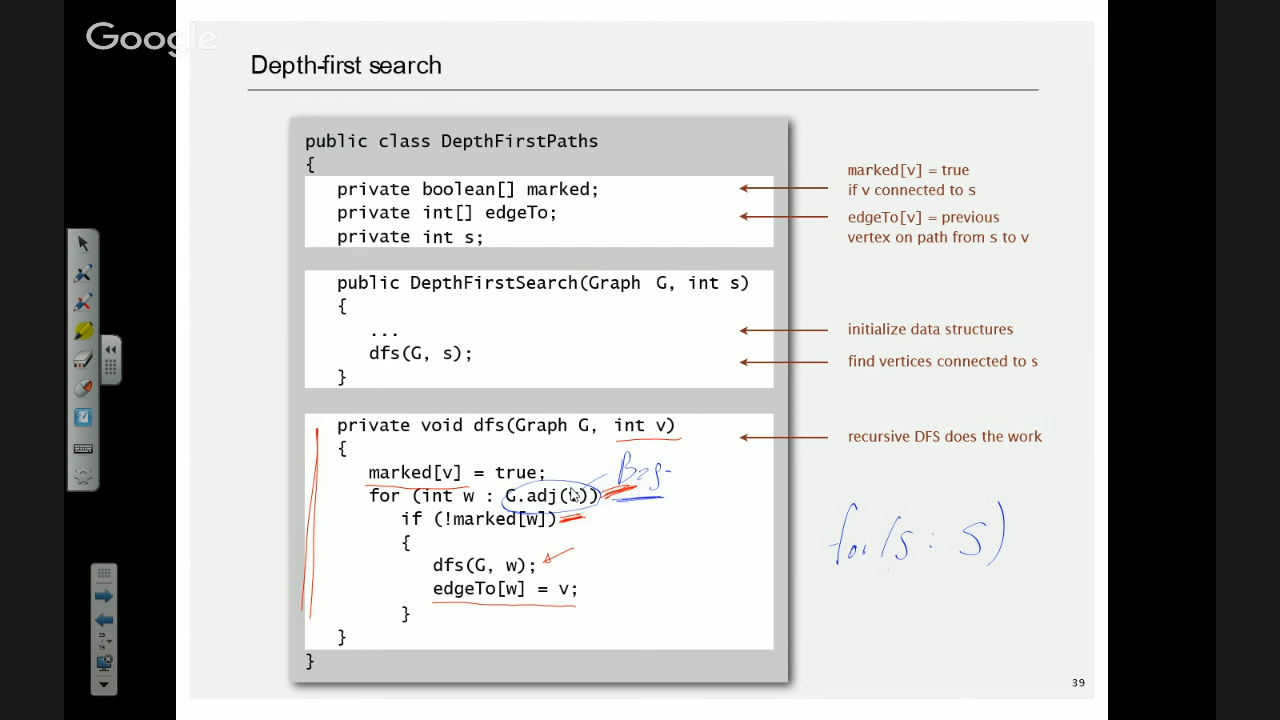 Google
Depth-first search
public class DepthFirstPaths
{
private boolean[] marked;
private int[] edgeTo;
private int s;
marked[v] = true
if v connected to s
edgeTo[v] = previous
vertex on path from s to v
public DepthFirstSearch(Graph G, int s)
{
...
dfs(G, s);
}
initialize data structures
find vertices connected to s
private void dfs(Graph G, int v)
{
marked[v] = true;
for (int w : G.adj(v))
if (!marked[w])
{
dfs(G, w);
edgeTo[w] = v;
}
}
}
recursive DFS does the work
Bag
for (s : S)
39